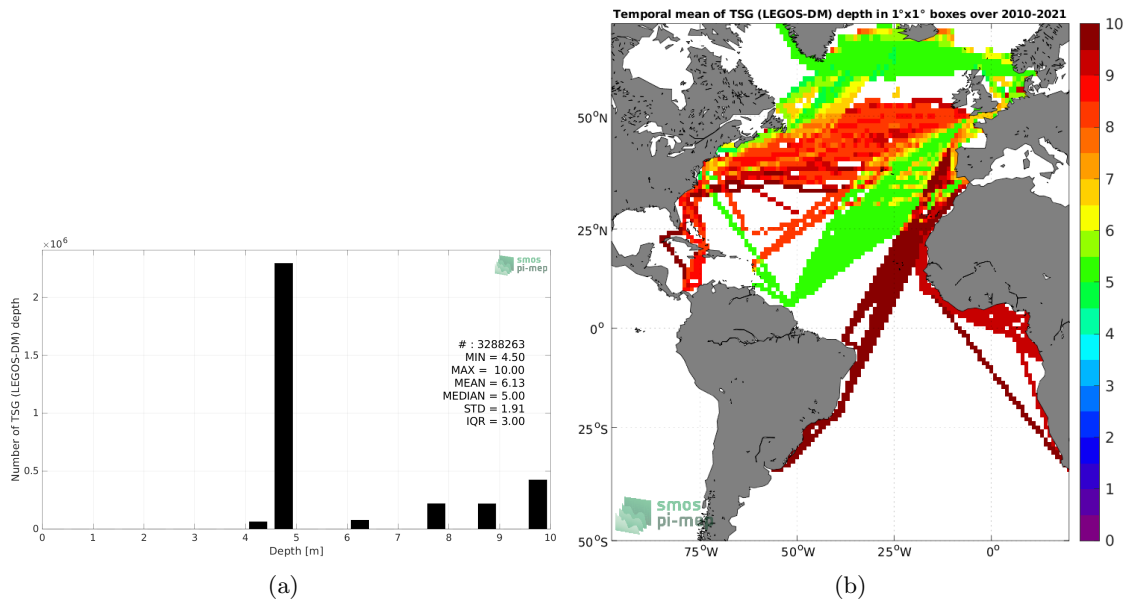 ×10⁶
2
1.5
1
0.5
0
Number of TSG (LEGOS-DM) depth
smos
pi-mep
# : 3288263
MIN = 4.50
MAX = 10.00
MEAN = 6.13
MEDIAN = 5.00
STD = 1.91
IQR = 3.00
0 1 2 3 4 5 6 7 8 9 10
Depth [m]
(a)
Temporal mean of TSG (LEGOS-DM) depth in 1°x1° boxes over 2010-2021
50°N
25°N
0°
25°S
50°S
75°W 50°W 25°W 0°
smos
pi-mep
10
9
8
7
6
5
4
3
2
1
0
(b)